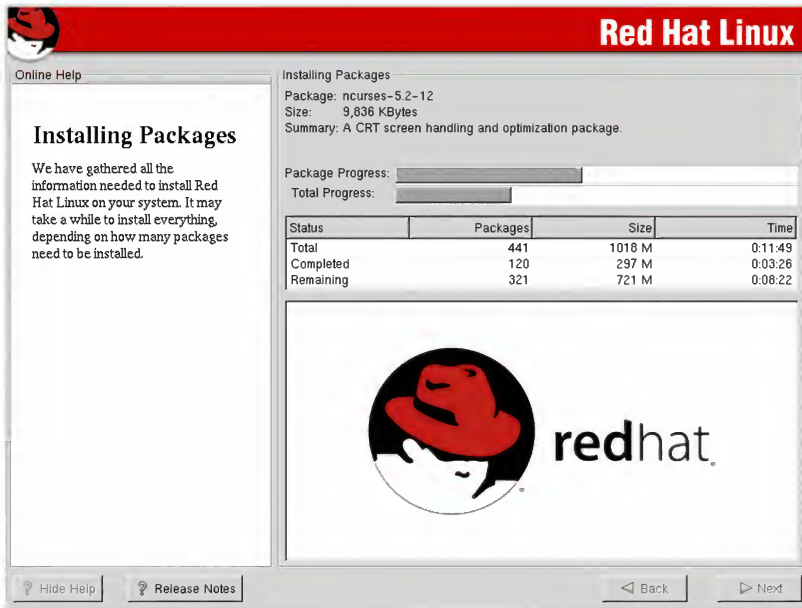 Red Hat Linux
Online Help
Installing Packages
We have gathered all the
information needed to install Red
Hat Linux on your system. It may
take a while to install everything,
depending on how many packages
need to be installed.
Installing Packages
Package: ncurses-5.2-12
Size: 9,836 KBytes
Summary: A CRT screen handling and optimization package.
Package Progress:
Total Progress:
Status Packages Size Time
Total 441 1018 M 0:11:49
Completed 120 297 M 0:03:26
Remaining 321 721 M 0:08:22
redhat.
? Hide Help
? Release Notes
Back
Next